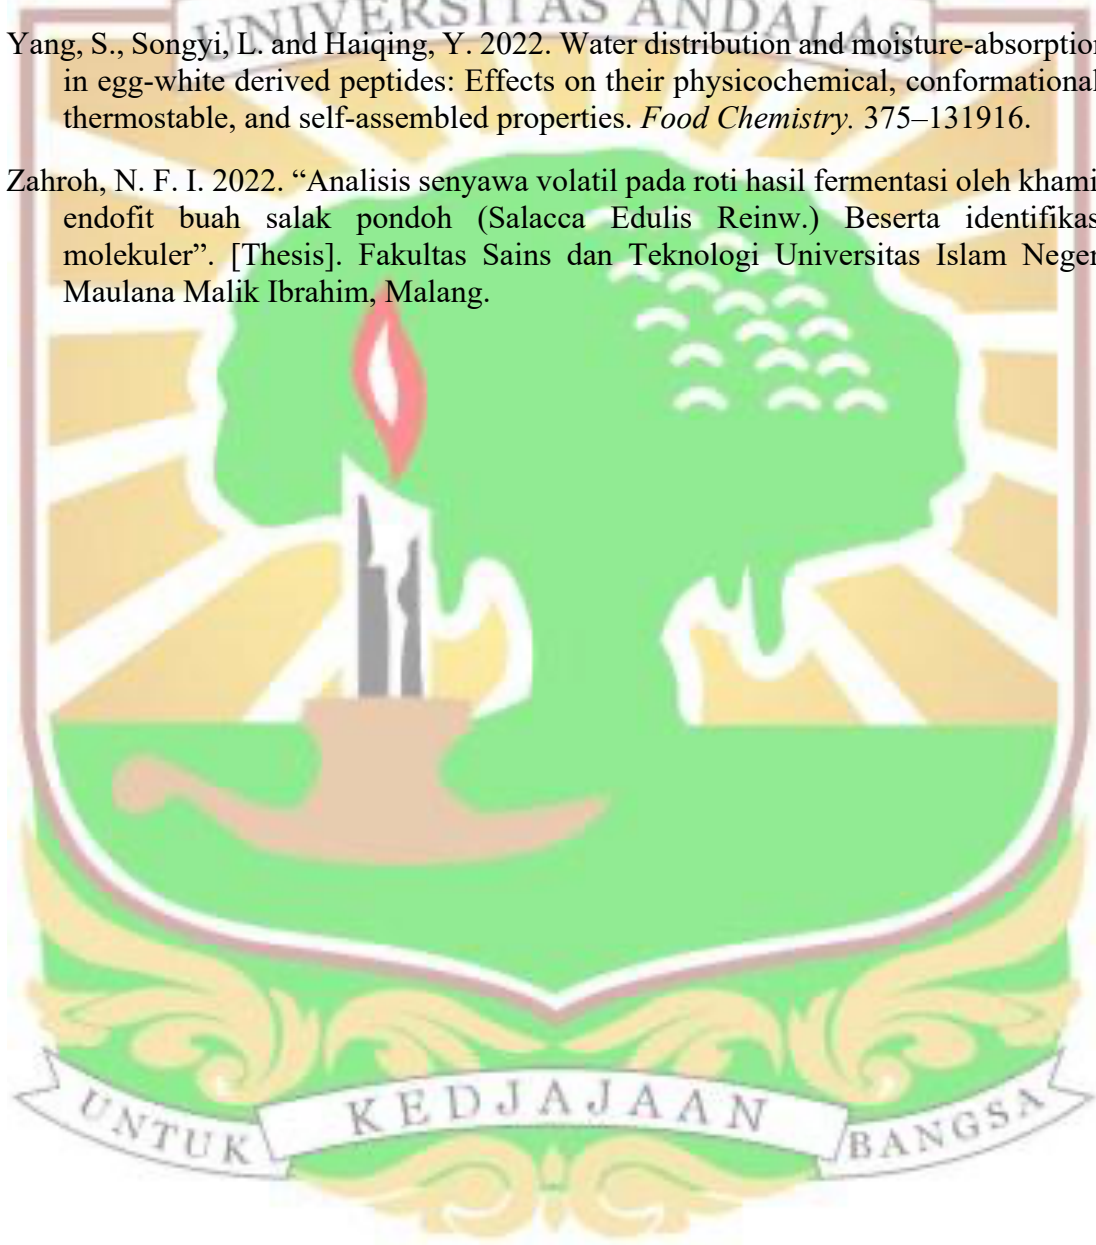 UNIVERSITAS ANDALAS
Yang, S., Songyi, L. and Haiqing, Y. 2022. Water distribution and moisture-absorption
in egg-white derived peptides: Effects on their physicochemical, conformational
thermostable, and self-assembled properties. Food Chemistry. 375–131916.
Zahroh, N. F. I. 2022. “Analisis senyawa volatil pada roti hasil fermentasi oleh khami
endofit buah salak pondoh (Salacca Edulis Reinw.) Beserta identifikas
molekuler”. [Thesis]. Fakultas Sains dan Teknologi Universitas Islam Neger
Maulana Malik Ibrahim, Malang.
UNTUK KEDJAJAAN BANGSA